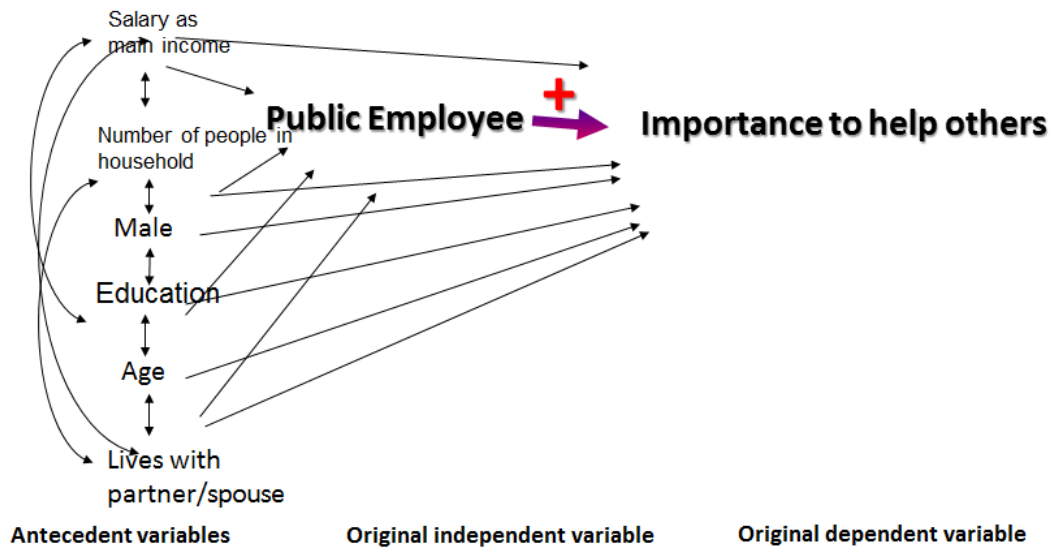 Salary as
main income
+
Public Employee
Importance to help others
Number of people in
household
Male
Education
Age
Lives with
partner/spouse
Antecedent variables
Original independent variable
Original dependent variable